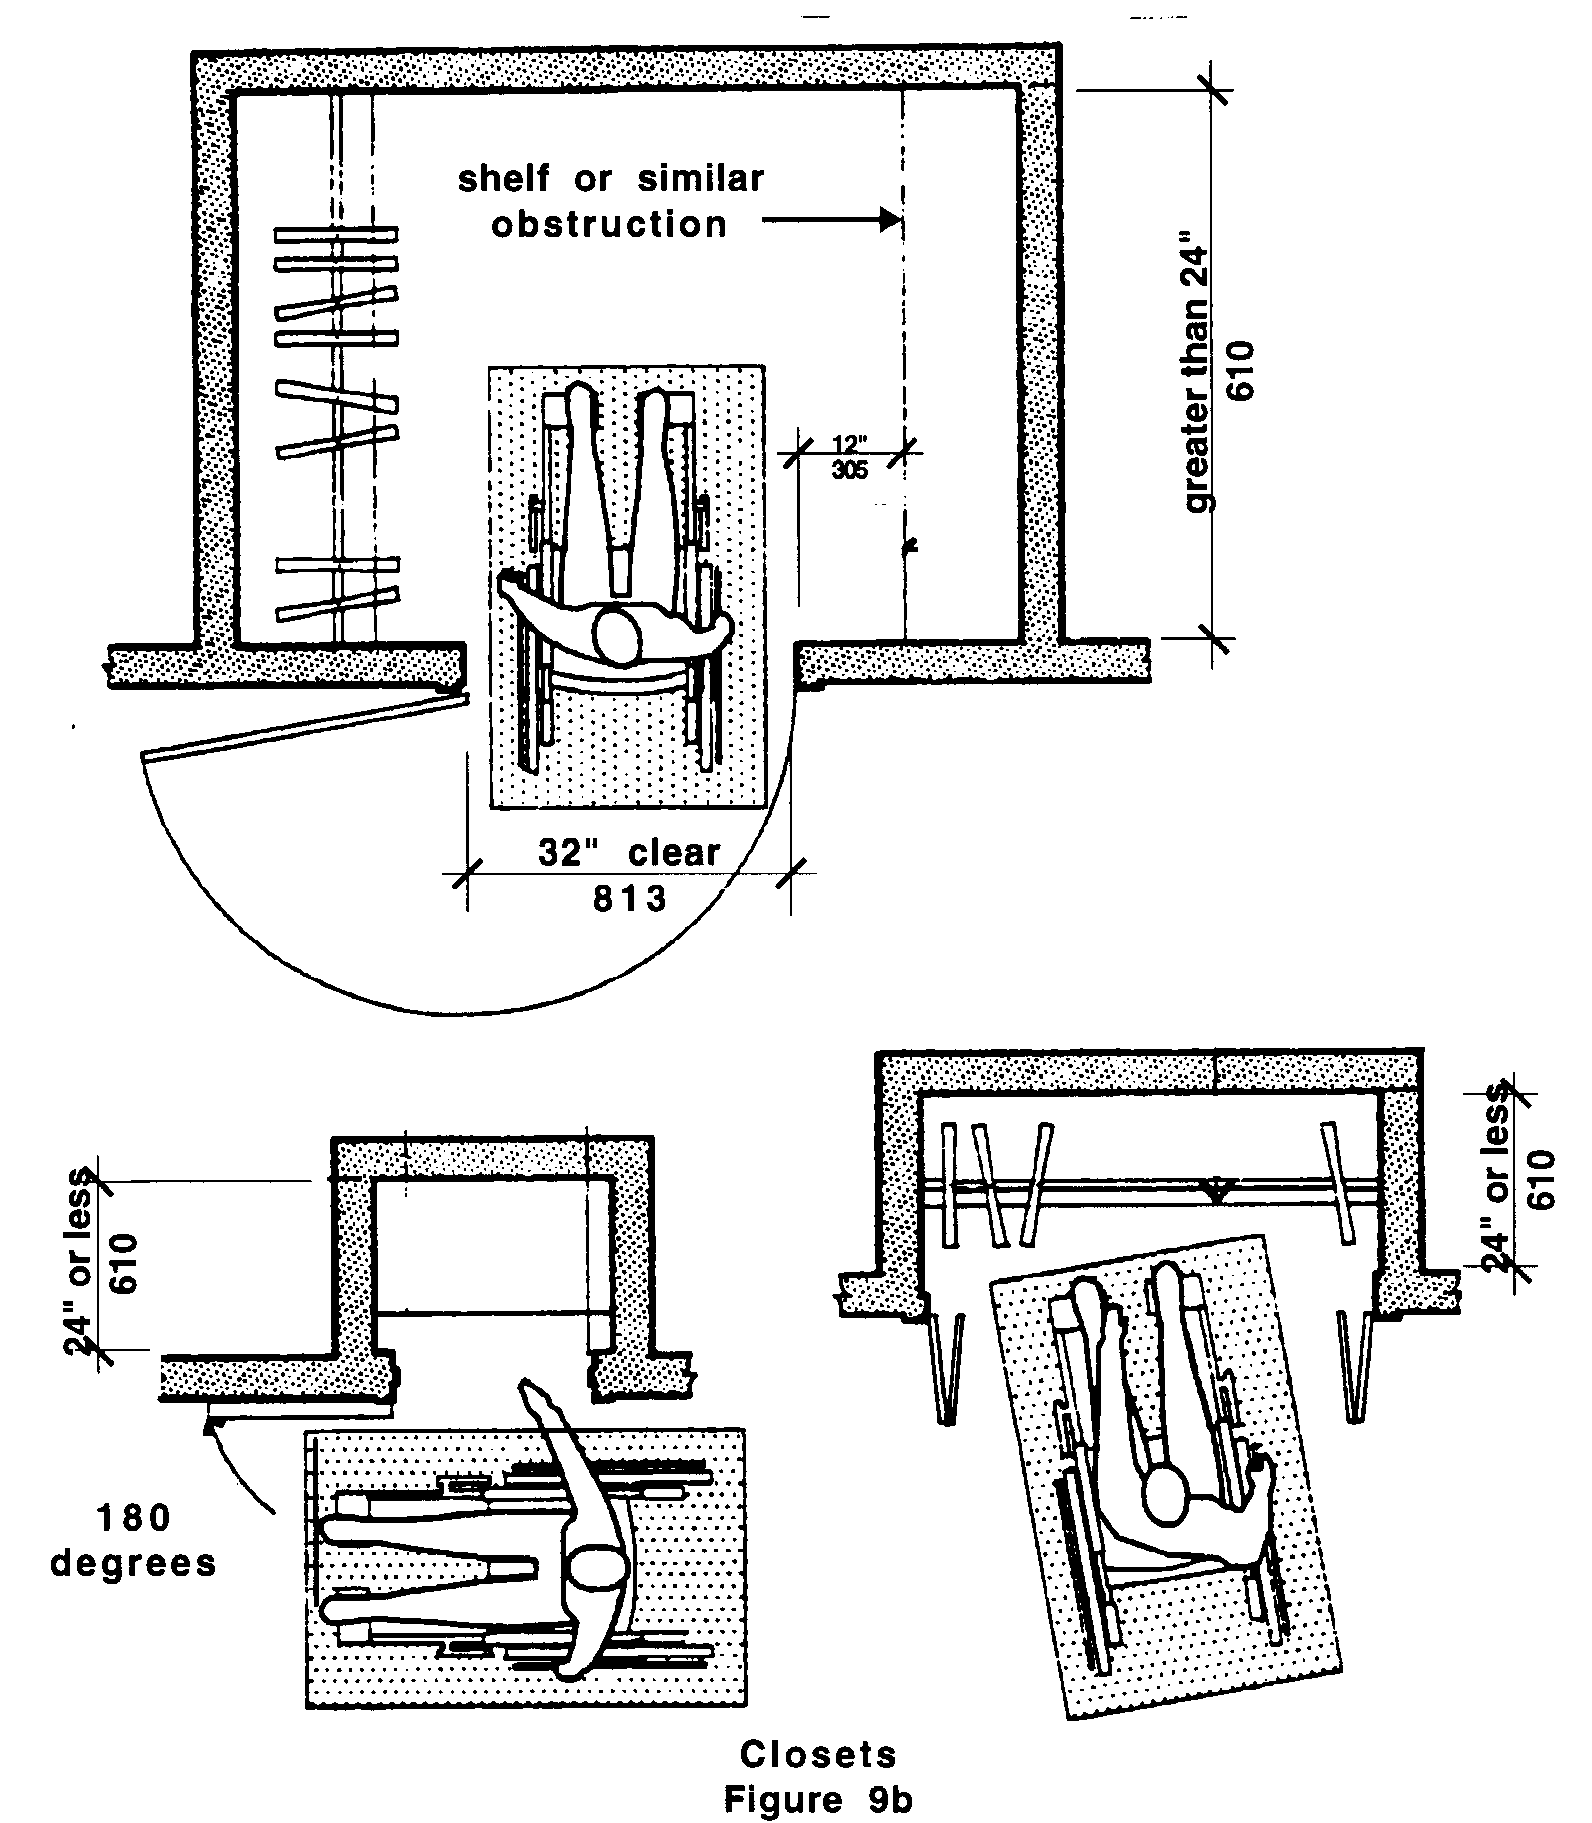 shelf or similar
obstruction
12"
305
greater than 24"
610
32" clear
813
24" or less
610
180
degrees
24" or less
610
Closets
Figure 9b